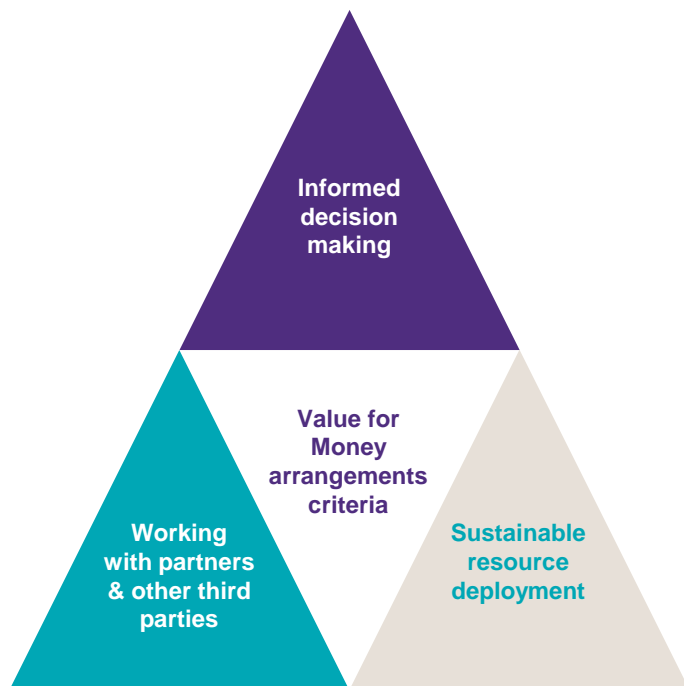 Informed
decision
making
Value for
Money
arrangements
criteria
Working
with partners
& other third
parties
Sustainable
resource
deployment